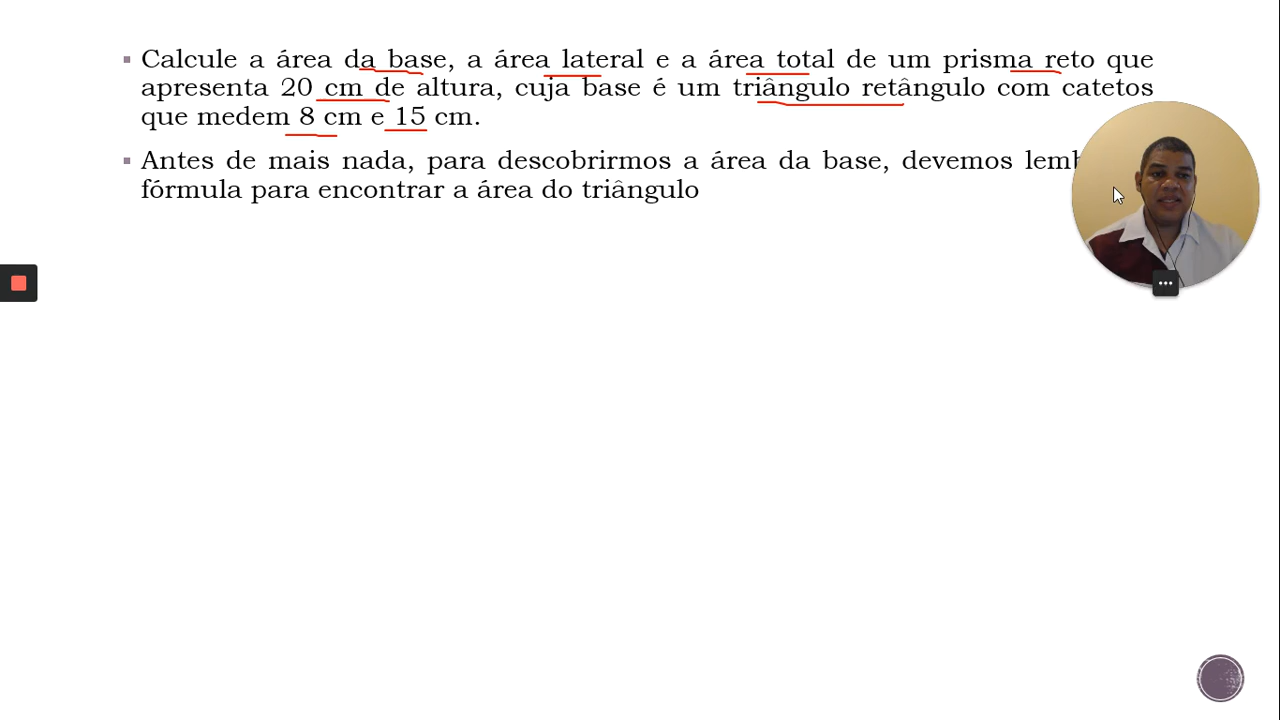 Calcule a área da base, a área lateral e a área total de um prisma reto que
apresenta 20 cm de altura, cuja base é um triângulo retângulo com catetos
que medem 8 cm e 15 cm.
Antes de mais nada, para descobrirmos a área da base, devemos
fórmula para encontrar a área do triângulo